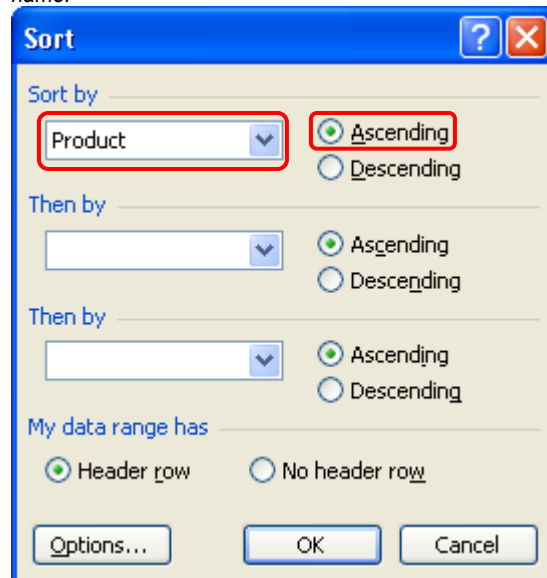 Sort
Sort by
Product
Ascending
Descending
Then by
Ascending
Descending
Then by
Ascending
Descending
My data range has
Header row
No header row
Options...
OK
Cancel